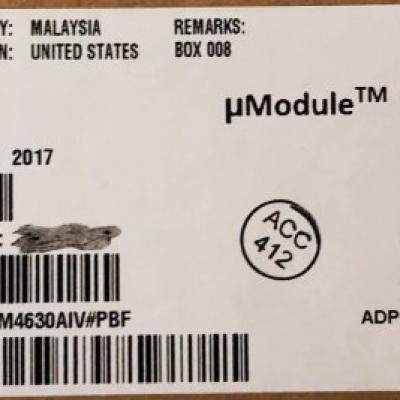 Y: MALAYSIA REMARKS:
N: UNITED STATES BOX 008
µModule™
2017
:
ACC
412
M4630AIV#PBF
ADP